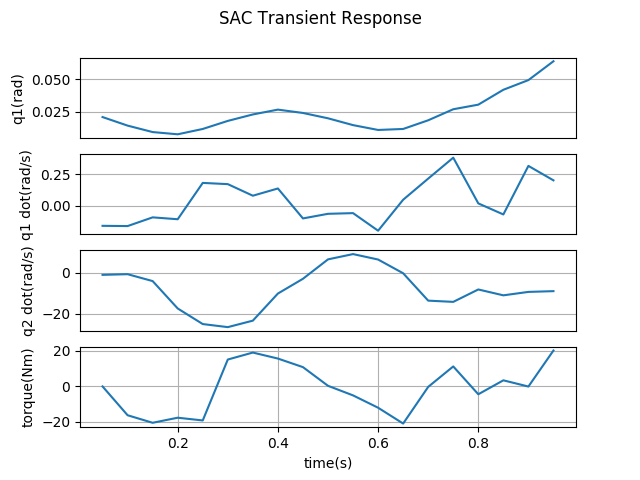 SAC Transient Response
q1(rad)
0.050
0.025
q1 dot(rad/s)
0.25
0.00
q2 dot(rad/s)
0
−20
torque(Nm)
20
0
−20
0.2 0.4 0.6 0.8
time(s)